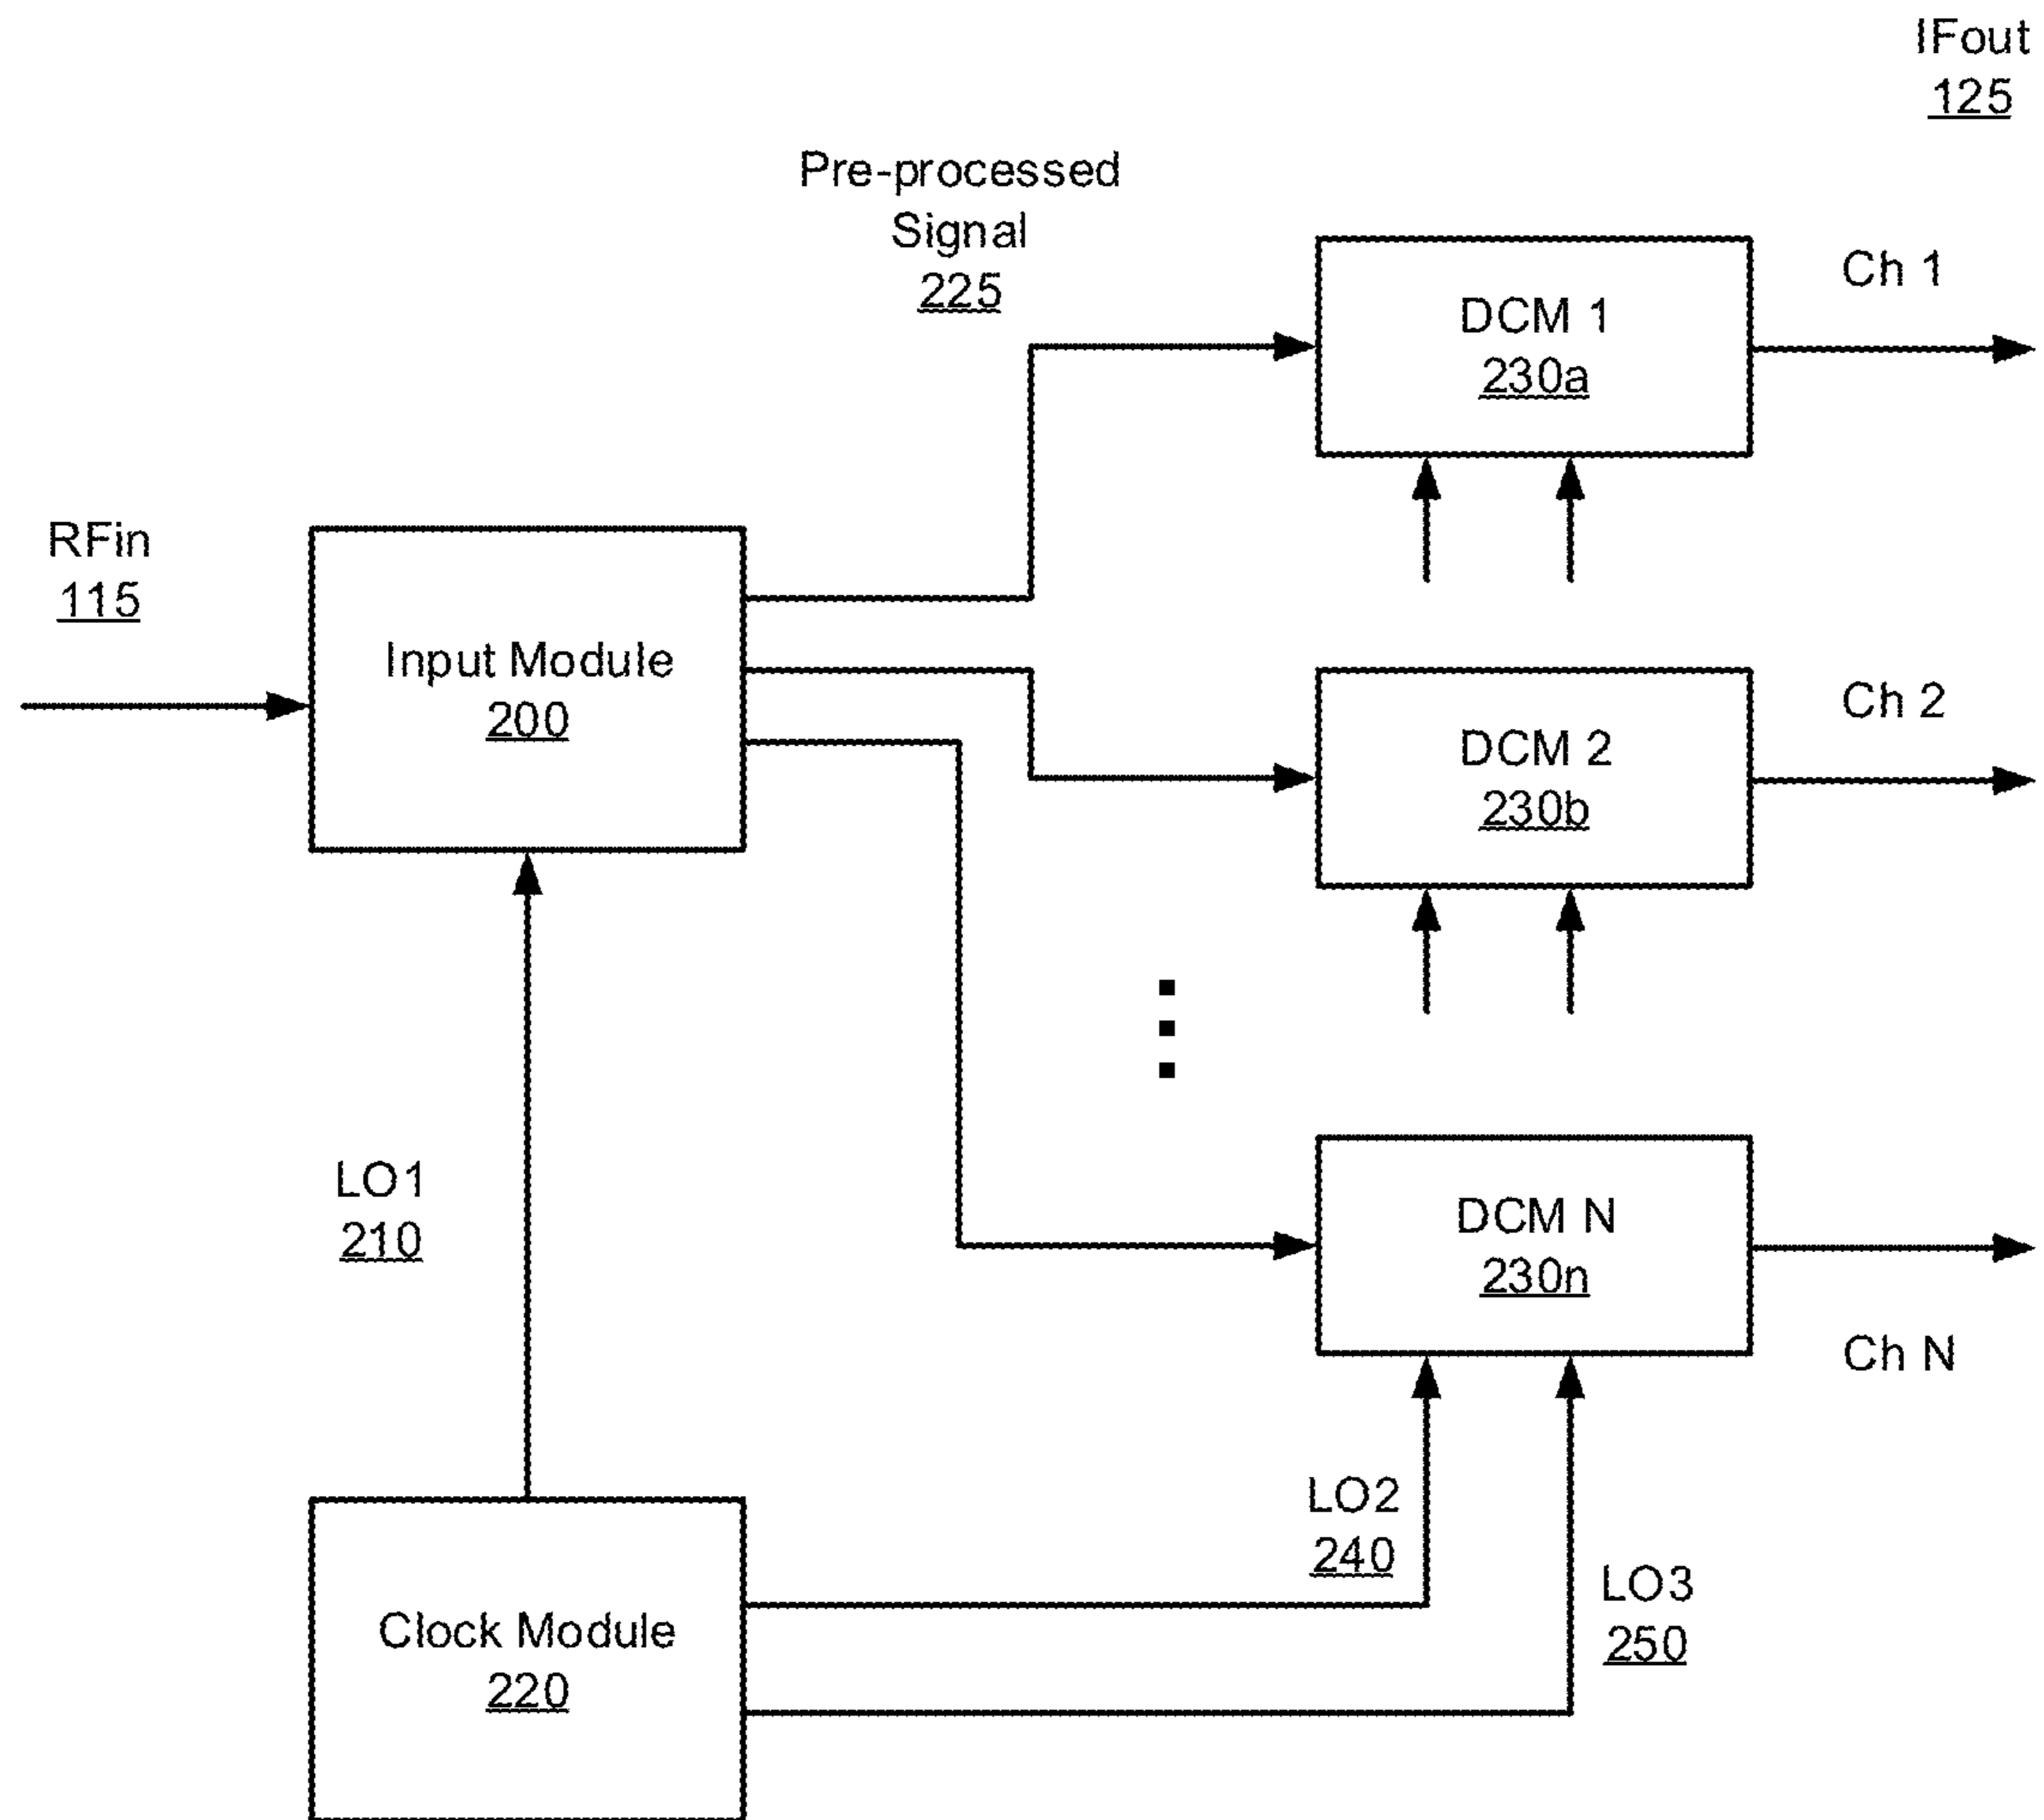 IFout
125
Pre-processed
Signal
225
DCM 1
230a
Ch 1
RFin
115
Input Module
200
DCM 2
230b
Ch 2
LO1
210
DCM N
230n
Ch N
LO2
240
LO3
250
Clock Module
220